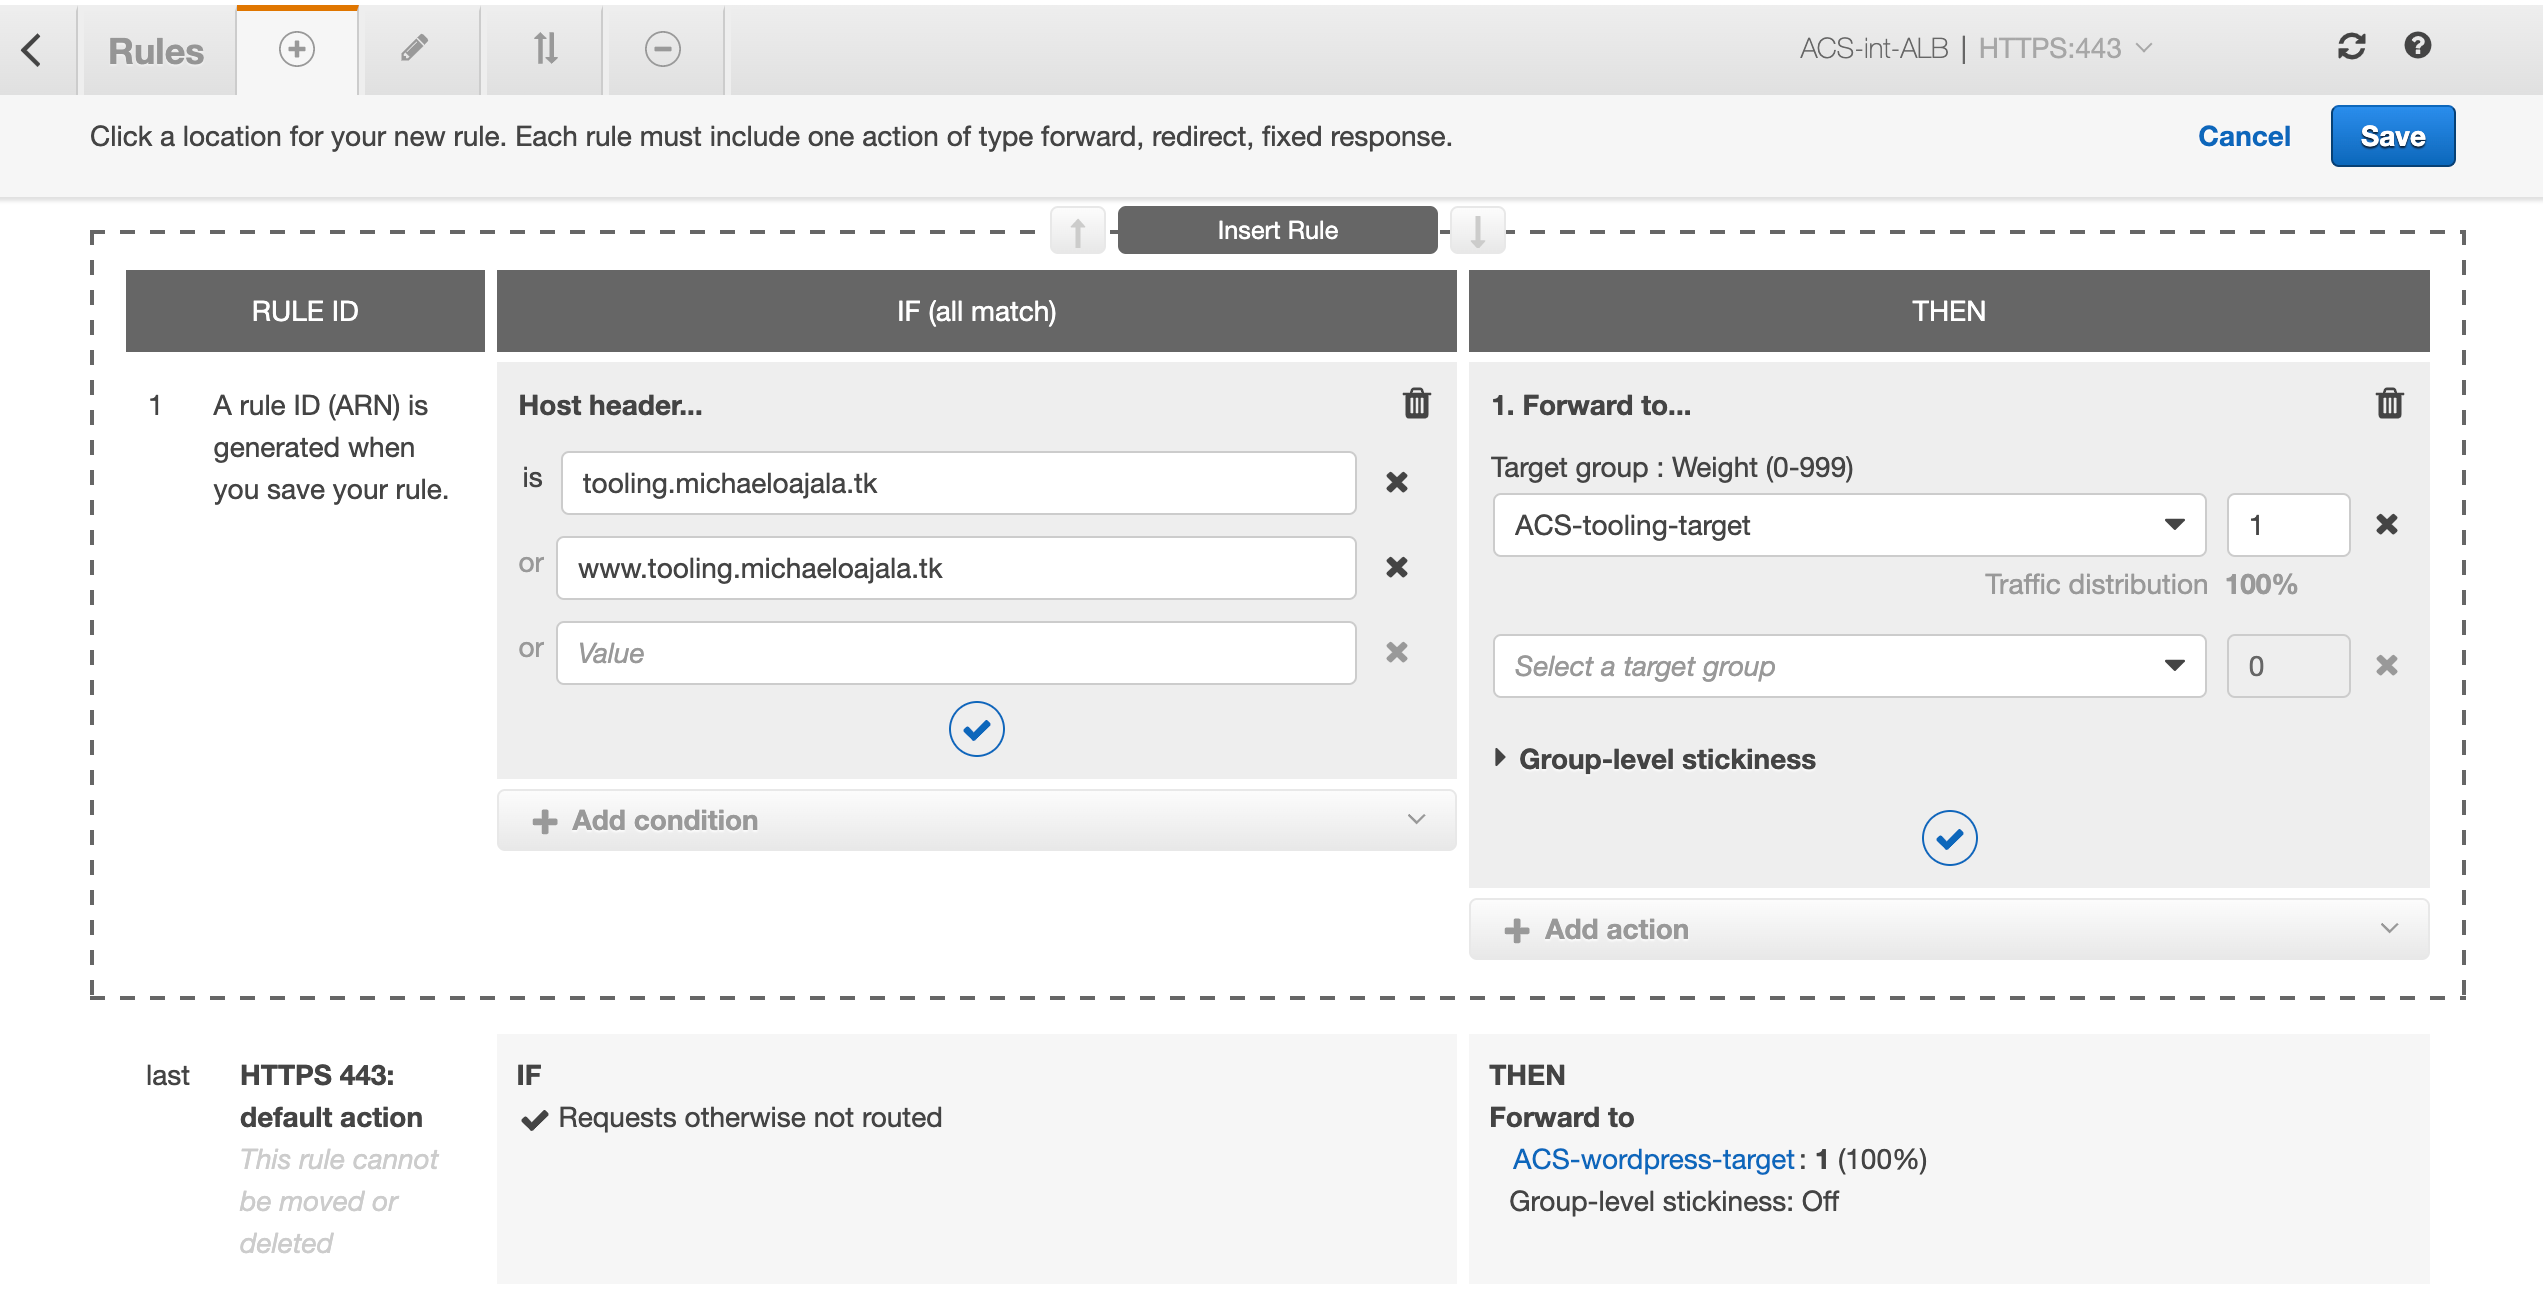 Rules
ACS-int-ALB | HTTPS:443
Click a location for your new rule. Each rule must include one action of type forward, redirect, fixed response.
Cancel
Save
Insert Rule
RULE ID
IF (all match)
THEN
1
A rule ID (ARN) is
generated when
you save your rule.
Host header...
is
tooling.michaeloajala.tk
or
www.tooling.michaeloajala.tk
or
Value
Add condition
1. Forward to...
Target group : Weight (0-999)
ACS-tooling-target
1
Traffic distribution 100%
Select a target group
0
Group-level stickiness
Add action
last
HTTPS 443:
default action
This rule cannot
be moved or
deleted
IF
Requests otherwise not routed
THEN
Forward to
ACS-wordpress-target: 1 (100%)
Group-level stickiness: Off